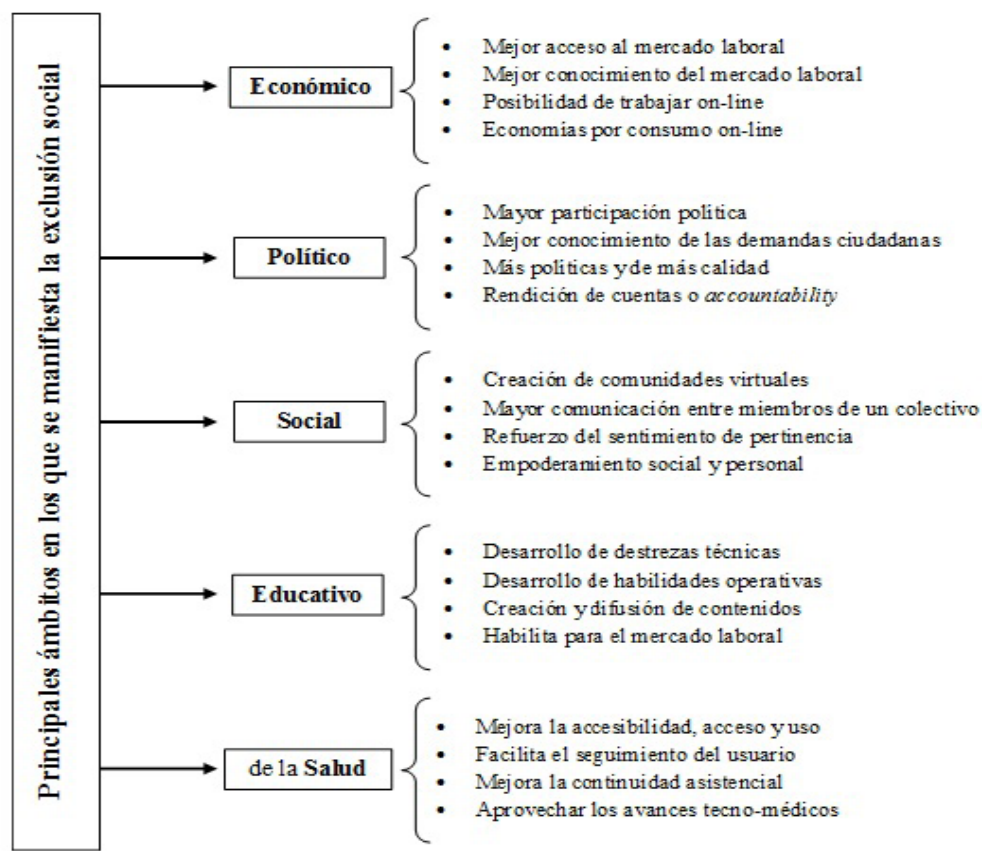 Principales ámbitos en los que se manifiesta la exclusión social
Económico
• Mejor acceso al mercado laboral
• Mejor conocimiento del mercado laboral
• Posibilidad de trabajar on-line
• Economías por consumo on-line
Político
• Mayor participación política
• Mejor conocimiento de las demandas ciudadanas
• Más políticas y de más calidad
• Rendición de cuentas o accountability
Social
• Creación de comunidades virtuales
• Mayor comunicación entre miembros de un colectivo
• Refuerzo del sentimiento de pertinencia
• Empoderamiento social y personal
Educativo
• Desarrollo de destrezas técnicas
• Desarrollo de habilidades operativas
• Creación y difusión de contenidos
• Habilita para el mercado laboral
de la Salud
• Mejora la accesibilidad, acceso y uso
• Facilita el seguimiento del usuario
• Mejora la continuidad asistencial
• Aprovechar los avances tecno-médicos